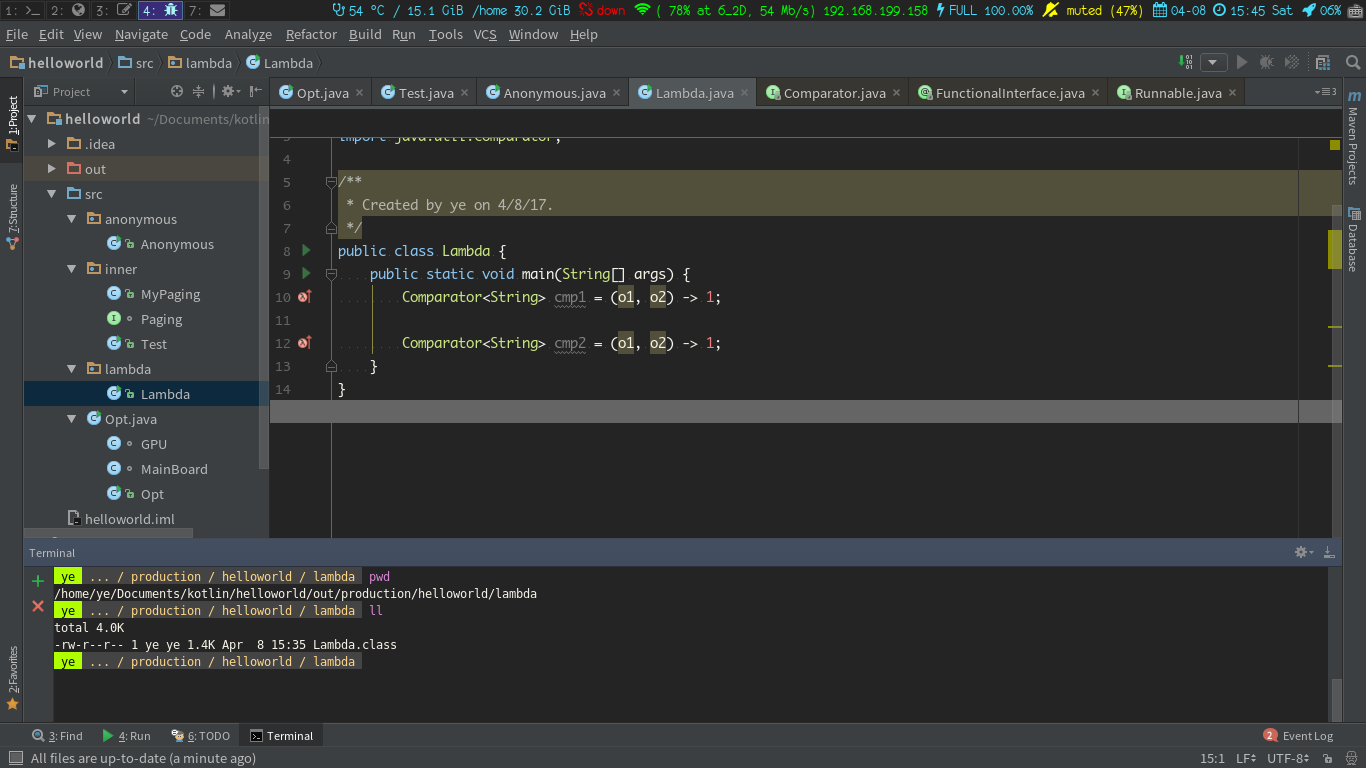 1: 2: 3: 4: 7: 54 °C / 15.1 GiB /home 30.2 GiB down ( 78% at 6_2D, 54 Mb/s) 192.168.199.158 FULL 100.00% muted (47%) 04-08 15:45 Sat 06%
File Edit View Navigate Code Analyze Refactor Build Run Tools VCS Window Help
helloworld src lambda Lambda
Project
Opt.java Test.java Anonymous.java Lambda.java Comparator.java FunctionalInterface.java Runnable.java 3
1:Project
7:Structure
2:Favorites
helloworld ~/Documents/kotlin
.idea
out
src
anonymous
Anonymous
inner
MyPaging
Paging
Test
lambda
Lambda
Opt.java
GPU
MainBoard
Opt
helloworld.iml
3 import java.util.Comparator;
4
5 /**
6 * Created by ye on 4/8/17.
7 */
8 public class Lambda {
9 public static void main(String[] args) {
10 Comparator<String> cmp1 = (o1, o2) -> 1;
11
12 Comparator<String> cmp2 = (o1, o2) -> 1;
13 }
14 }
Maven Projects
Database
Terminal
ye ... / production / helloworld / lambda pwd
/home/ye/Documents/kotlin/helloworld/out/production/helloworld/lambda
ye ... / production / helloworld / lambda ll
total 4.0K
-rw-r--r-- 1 ye ye 1.4K Apr  8 15:35 Lambda.class
ye ... / production / helloworld / lambda
3: Find 4: Run 6: TODO Terminal 2 Event Log
All files are up-to-date (a minute ago) 15:1 LF UTF-8